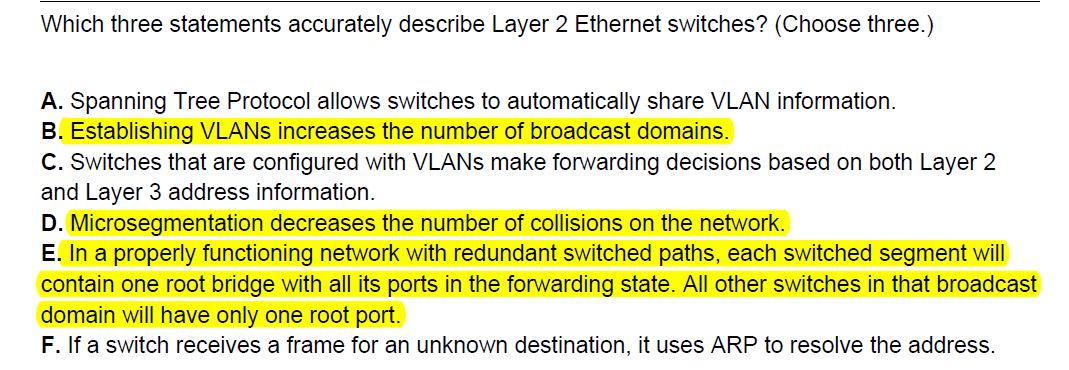 Which three statements accurately describe Layer 2 Ethernet switches? (Choose three.)
A. Spanning Tree Protocol allows switches to automatically share VLAN information.
B. Establishing VLANs increases the number of broadcast domains.
C. Switches that are configured with VLANs make forwarding decisions based on both Layer 2
and Layer 3 address information.
D. Microsegmentation decreases the number of collisions on the network.
E. In a properly functioning network with redundant switched paths, each switched segment will
contain one root bridge with all its ports in the forwarding state. All other switches in that broadcast
domain will have only one root port.
F. If a switch receives a frame for an unknown destination, it uses ARP to resolve the address.